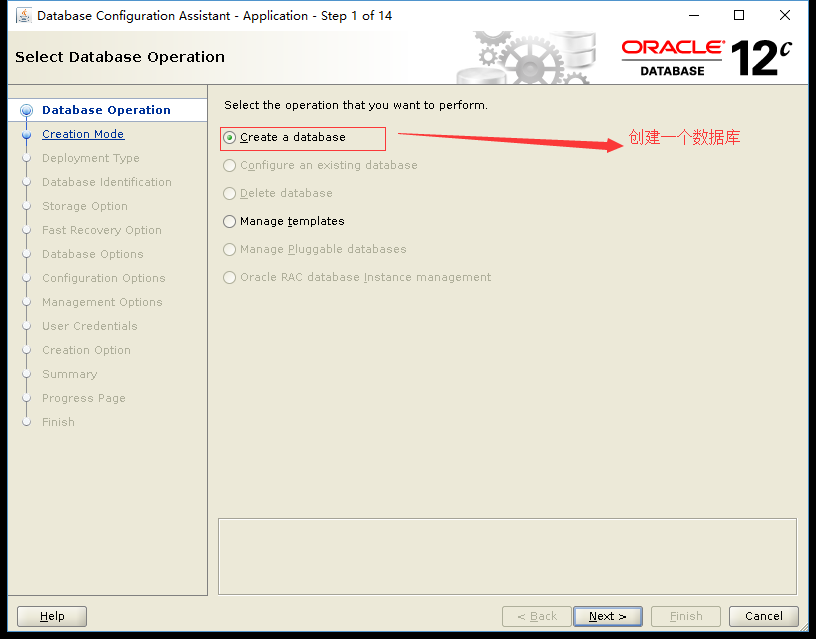 Database Configuration Assistant - Application - Step 1 of 14
Select Database Operation
ORACLE
DATABASE
12c
Database Operation
Creation Mode
Deployment Type
Database Identification
Storage Option
Fast Recovery Option
Database Options
Configuration Options
Management Options
User Credentials
Creation Option
Summary
Progress Page
Finish
Select the operation that you want to perform.
Create a database
创建一个数据库
Configure an existing database
Delete database
Manage templates
Manage Pluggable databases
Oracle RAC database Instance management
Help
< Back
Next >
Finish
Cancel